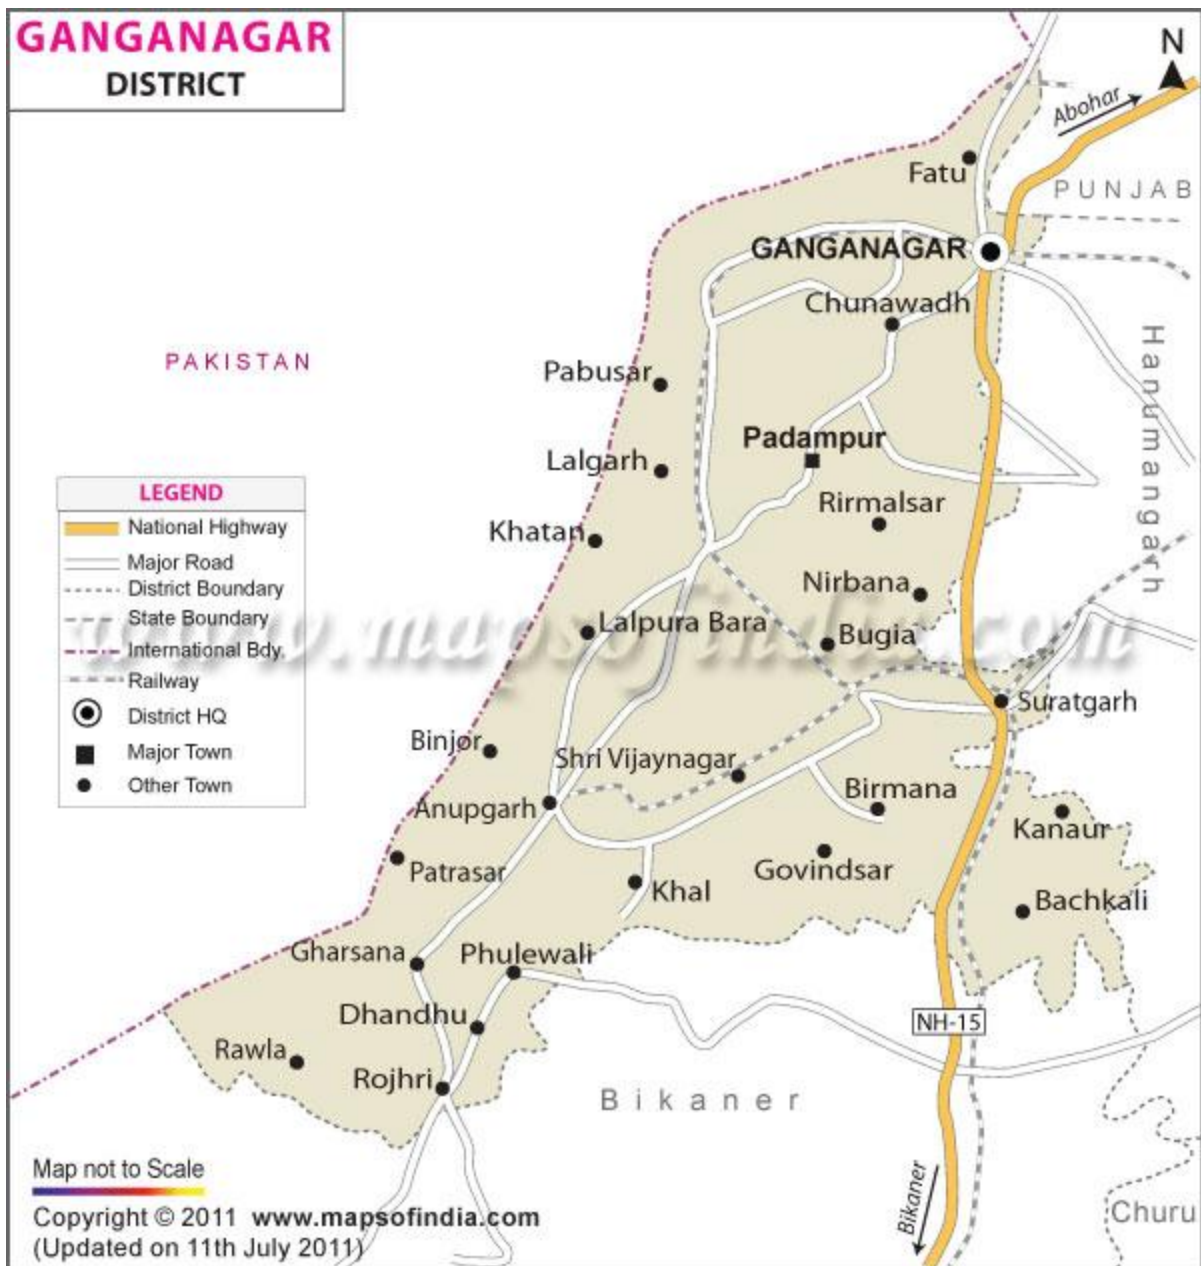 GANGANAGAR
DISTRICT
N
Abohar
Fatu
PUNJAB
GANGANAGAR
Chunawadh
PAKISTAN
Hanumangarh
Pabusar
Padampur
Lalgarh
LEGEND
National Highway
Major Road
District Boundary
State Boundary
International Bdy.
Railway
District HQ
Major Town
Other Town
Rirmalsar
Khatan
Nirbana
www.mapsofindia.com
Lalpura Bara
Bugia
Suratgarh
Binjor
Shri Vijaynagar
Anupgarh
Birmana
Kanaur
Patrasar
Govindsar
Khal
Bachkali
Gharsana
Phulewali
Dhandhu
NH-15
Rawla
Rojhri
Bikaner
Map not to Scale
Bikaner
Churu
Copyright © 2011 www.mapsofindia.com
(Updated on 11th July 2011)